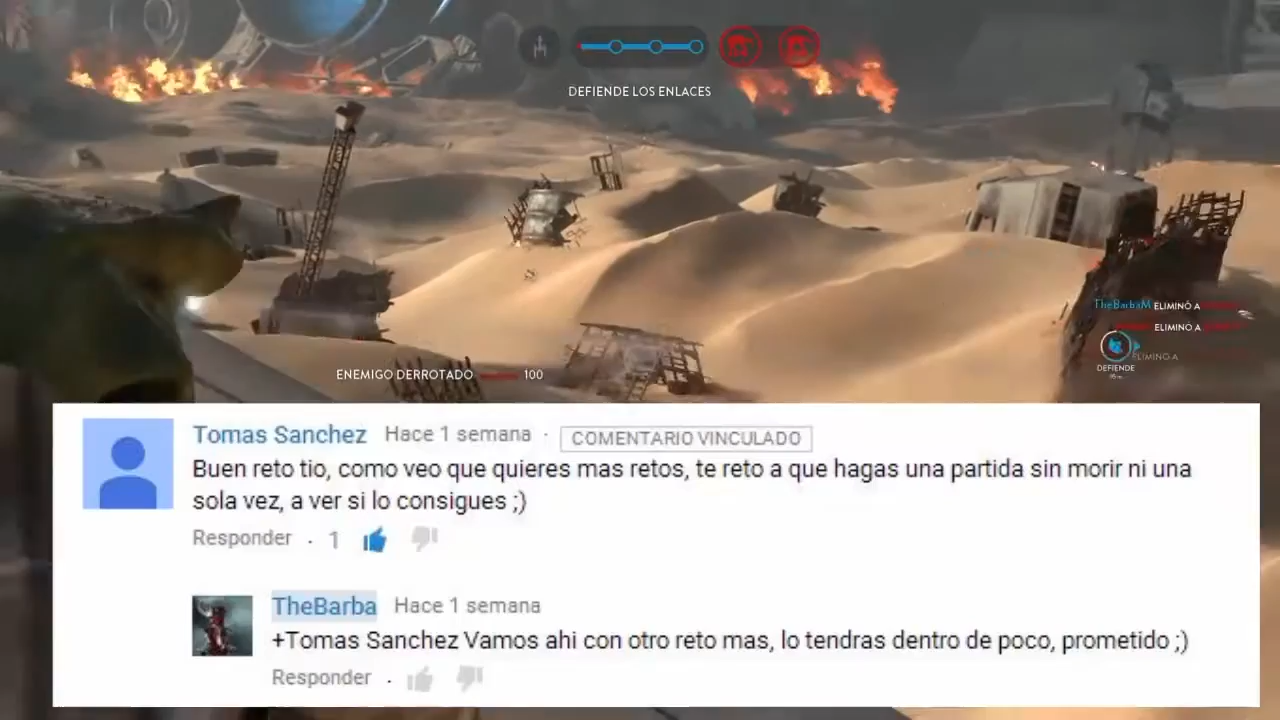 DEFIENDE LOS ENLACES
TheBarbaM ELIMINÓ A
ELIMINÓ A
ELIMINÓ A
DEFIENDE
ENEMIGO DERROTADO 100
Tomas Sanchez Hace 1 semana · COMENTARIO VINCULADO
Buen reto tio, como veo que quieres mas retos, te reto a que hagas una partida sin morir ni una
sola vez, a ver si lo consigues ;)
Responder · 1
TheBarba Hace 1 semana
+Tomas Sanchez Vamos ahi con otro reto mas, lo tendras dentro de poco, prometido ;)
Responder ·